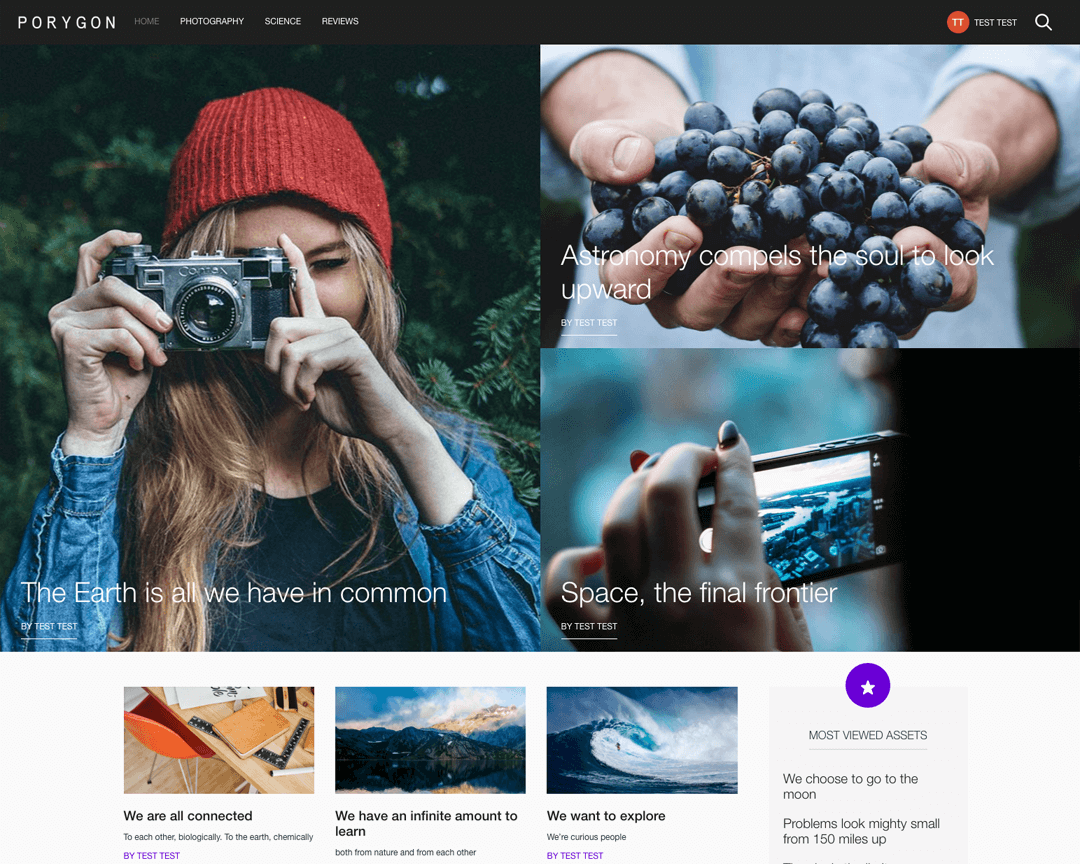 PORYGON
HOME
PHOTOGRAPHY
SCIENCE
REVIEWS
TT
TEST TEST
Contax
Astronomy compels the soul to look
upward
BY TEST TEST
The Earth is all we have in common
BY TEST TEST
Space, the final frontier
BY TEST TEST
We are all connected
To each other, biologically. To the earth, chemically
BY TEST TEST
We have an infinite amount to
learn
both from nature and from each other
We want to explore
We're curious people
BY TEST TEST
MOST VIEWED ASSETS
We choose to go to the
moon
Problems look mighty small
from 150 miles up